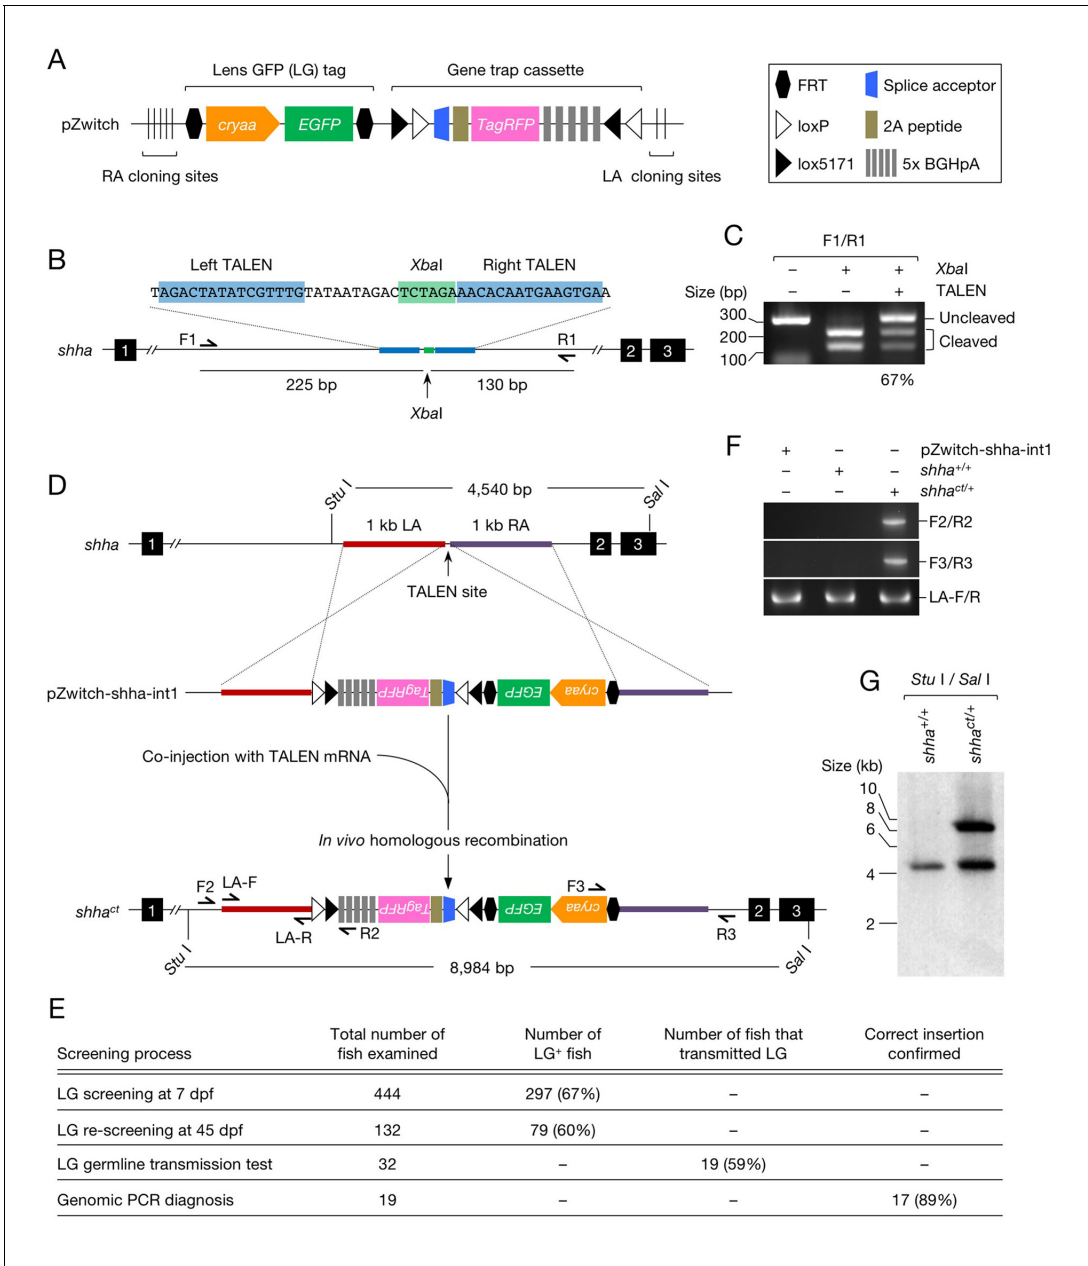 A
Lens GFP (LG) tag
Gene trap cassette
pZwitch
cryaa
EGFP
TagRFP
RA cloning sites
LA cloning sites
FRT
Splice acceptor
loxP
2A peptide
lox5171
5x BGHpA
B
Left TALEN
XbaI
Right TALEN
TAGACTATATCGTTTGTATAATAGACTCTAGAAACACAATGAAGTGAA
F1
R1
shha
1
2
3
225 bp
130 bp
XbaI
C
F1/R1
– + + XbaI
Size (bp)
– – + TALEN
300
200
100
Uncleaved
Cleaved
67%
D
Stu I
4,540 bp
Sal I
1 kb LA
1 kb RA
shha
1
2
3
TALEN site
pZwitch-shha-int1
TagRFP
EGFP
cryaa
Co-injection with TALEN mRNA
In vivo homologous recombination
F2
LA-F
F3
shhact
1
TagRFP
EGFP
cryaa
2
3
LA-R
R2
R3
Stu I
8,984 bp
Sal I
F
+ – – pZwitch-shha-int1
– + – shha+/+
– – + shhact/+
F2/R2
F3/R3
LA-F/R
G
Stu I / Sal I
shha+/+
shhact/+
Size (kb)
10
8
6
4
2
E
Screening process
Total number of fish examined
Number of LG+ fish
Number of fish that transmitted LG
Correct insertion confirmed
LG screening at 7 dpf 444 297 (67%) – –
LG re-screening at 45 dpf 132 79 (60%) – –
LG germline transmission test 32 – 19 (59%) –
Genomic PCR diagnosis 19 – – 17 (89%)